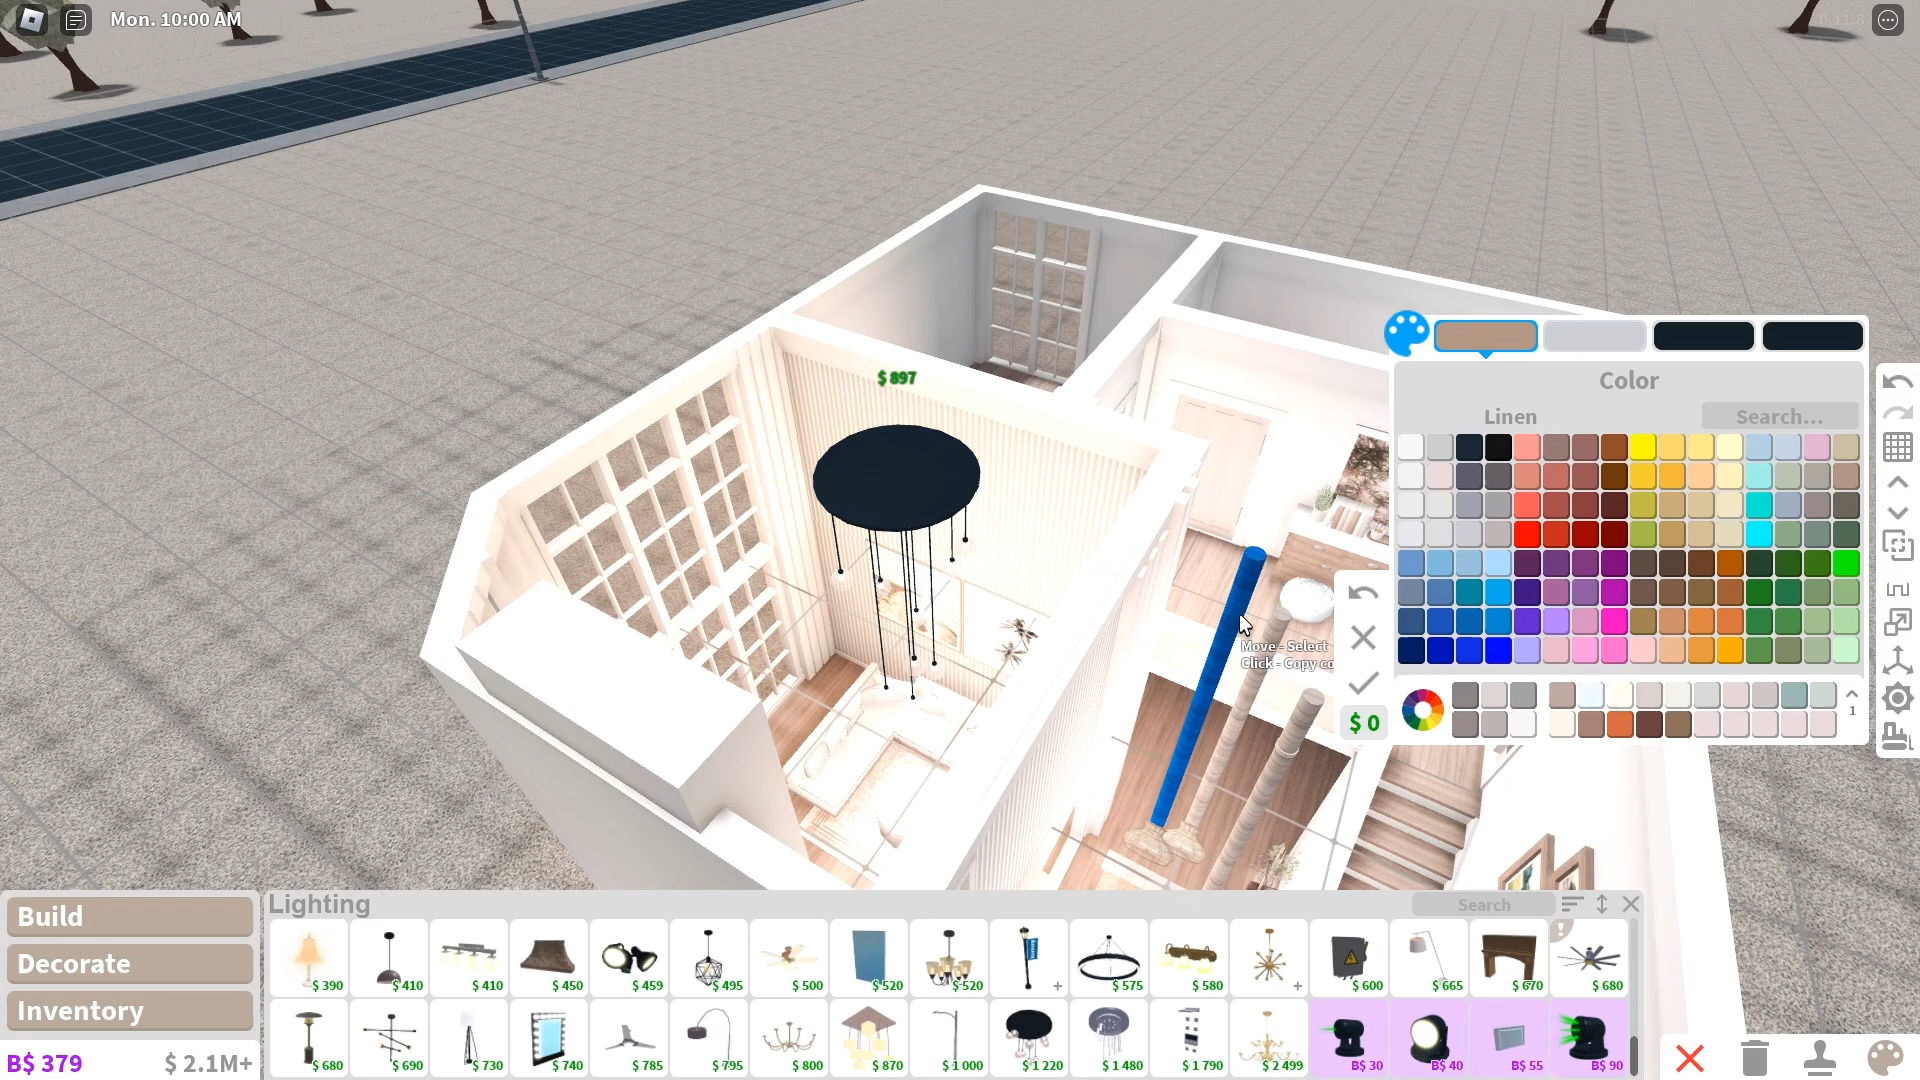 Mon. 10:00 AM
0.11.8
$ 897
Color
Linen
Search...
Move - Select
Click - Copy co
$ 0
1
Build
Decorate
Inventory
B$ 379
$ 2.1M+
Lighting
Search
$ 390
$ 410
$ 410
$ 450
$ 459
$ 495
$ 500
$ 520
$ 520
+
$ 575
$ 580
+
$ 600
$ 665
$ 670
$ 680
$ 680
$ 690
$ 730
$ 740
$ 785
$ 795
$ 800
$ 870
$ 1 000
$ 1 220
$ 1 480
$ 1 790
$ 2 499
B$ 30
B$ 40
B$ 55
B$ 90